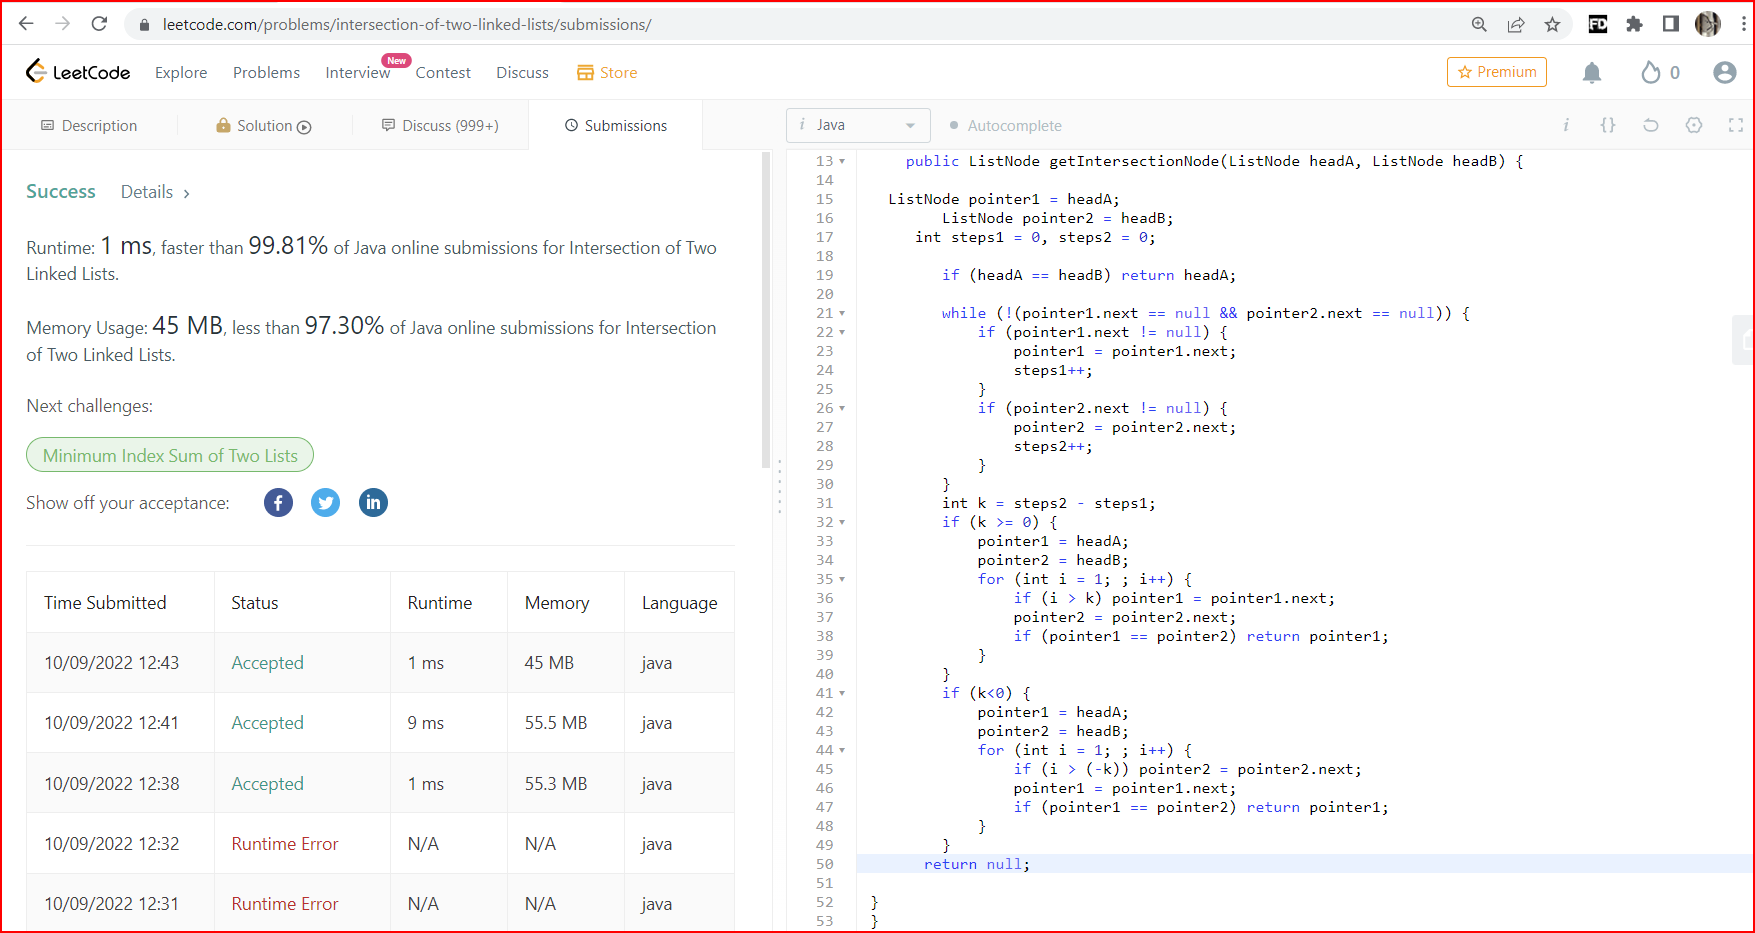 leetcode.com/problems/intersection-of-two-linked-lists/submissions/
FD
LeetCode Explore Problems Interview New Contest Discuss Store
Premium 0
Description Solution Discuss (999+) Submissions
i Java Autocomplete i {}
Success Details >
Runtime: 1 ms, faster than 99.81% of Java online submissions for Intersection of Two
Linked Lists.
Memory Usage: 45 MB, less than 97.30% of Java online submissions for Intersection
of Two Linked Lists.
Next challenges:
Minimum Index Sum of Two Lists
Show off your acceptance: f in
Time Submitted Status Runtime Memory Language
10/09/2022 12:43 Accepted 1 ms 45 MB java
10/09/2022 12:41 Accepted 9 ms 55.5 MB java
10/09/2022 12:38 Accepted 1 ms 55.3 MB java
10/09/2022 12:32 Runtime Error N/A N/A java
10/09/2022 12:31 Runtime Error N/A N/A java
13 public ListNode getIntersectionNode(ListNode headA, ListNode headB) {
14
15 ListNode pointer1 = headA;
16 ListNode pointer2 = headB;
17 int steps1 = 0, steps2 = 0;
18
19 if (headA == headB) return headA;
20
21 while (!(pointer1.next == null && pointer2.next == null)) {
22 if (pointer1.next != null) {
23 pointer1 = pointer1.next;
24 steps1++;
25 }
26 if (pointer2.next != null) {
27 pointer2 = pointer2.next;
28 steps2++;
29 }
30 }
31 int k = steps2 - steps1;
32 if (k >= 0) {
33 pointer1 = headA;
34 pointer2 = headB;
35 for (int i = 1; ; i++) {
36 if (i > k) pointer1 = pointer1.next;
37 pointer2 = pointer2.next;
38 if (pointer1 == pointer2) return pointer1;
39 }
40 }
41 if (k<0) {
42 pointer1 = headA;
43 pointer2 = headB;
44 for (int i = 1; ; i++) {
45 if (i > (-k)) pointer2 = pointer2.next;
46 pointer1 = pointer1.next;
47 if (pointer1 == pointer2) return pointer1;
48 }
49 }
50 return null;
51
52 }
53 }